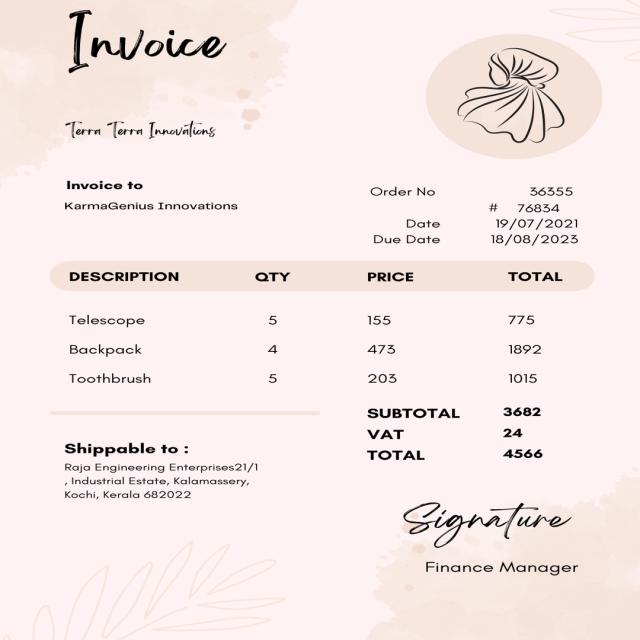 Invoice
Terra Terra Innovations
Invoice to
KarmaGenius Innovations
Order No 36355
# 76834
Date 19/07/2021
Due Date 18/08/2023
DESCRIPTION QTY PRICE TOTAL
Telescope 5 155 775
Backpack 4 473 1892
Toothbrush 5 203 1015
SUBTOTAL 3682
VAT 24
TOTAL 4566
Shippable to :
Raja Engineering Enterprises21/1
, Industrial Estate, Kalamassery,
Kochi, Kerala 682022
Signature
Finance Manager